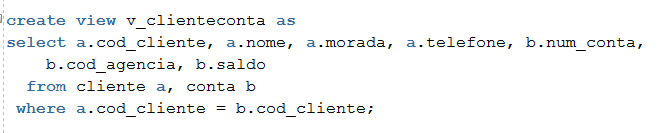 create view v_clienteconta as
select a.cod_cliente, a.nome, a.morada, a.telefone, b.num_conta,
b.cod_agencia, b.saldo
from cliente a, conta b
where a.cod_cliente = b.cod_cliente;